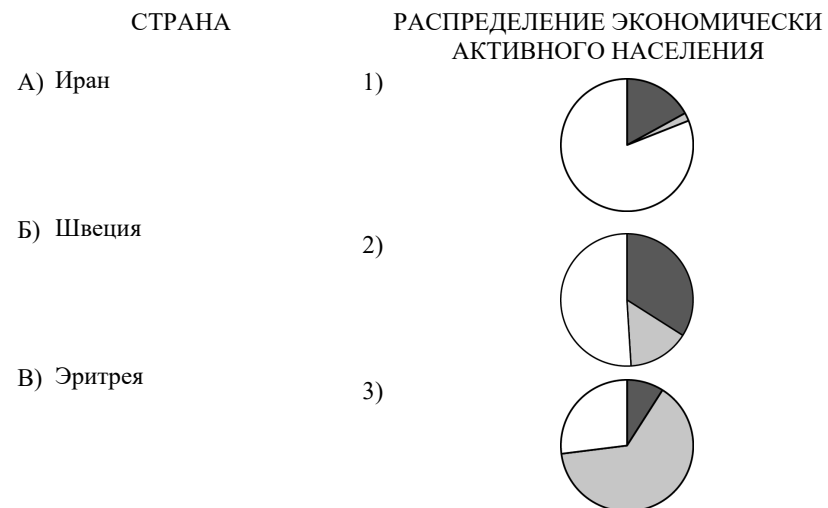 СТРАНА
РАСПРЕДЕЛЕНИЕ ЭКОНОМИЧЕСКИ
АКТИВНОГО НАСЕЛЕНИЯ
А) Иран
1)
Б) Швеция
2)
В) Эритрея
3)